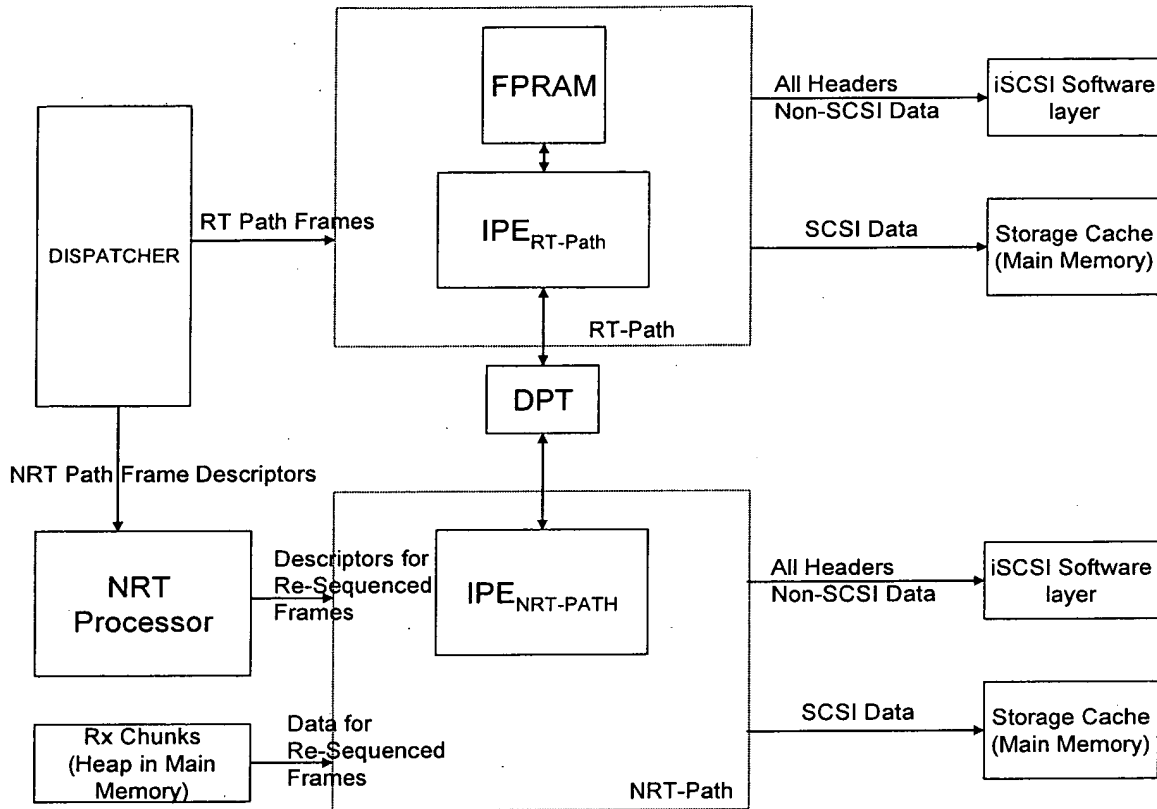 FPRAM
All Headers
Non-SCSI Data
iSCSI Software
layer
DISPATCHER
RT Path Frames
IPERT-Path
SCSI Data
Storage Cache
(Main Memory)
RT-Path
DPT
NRT Path Frame Descriptors
NRT
Processor
Descriptors for
Re-Sequenced
Frames
IPENRT-PATH
All Headers
Non-SCSI Data
iSCSI Software
layer
Rx Chunks
(Heap in Main
Memory)
Data for
Re-Sequenced
Frames
SCSI Data
Storage Cache
(Main Memory)
NRT-Path